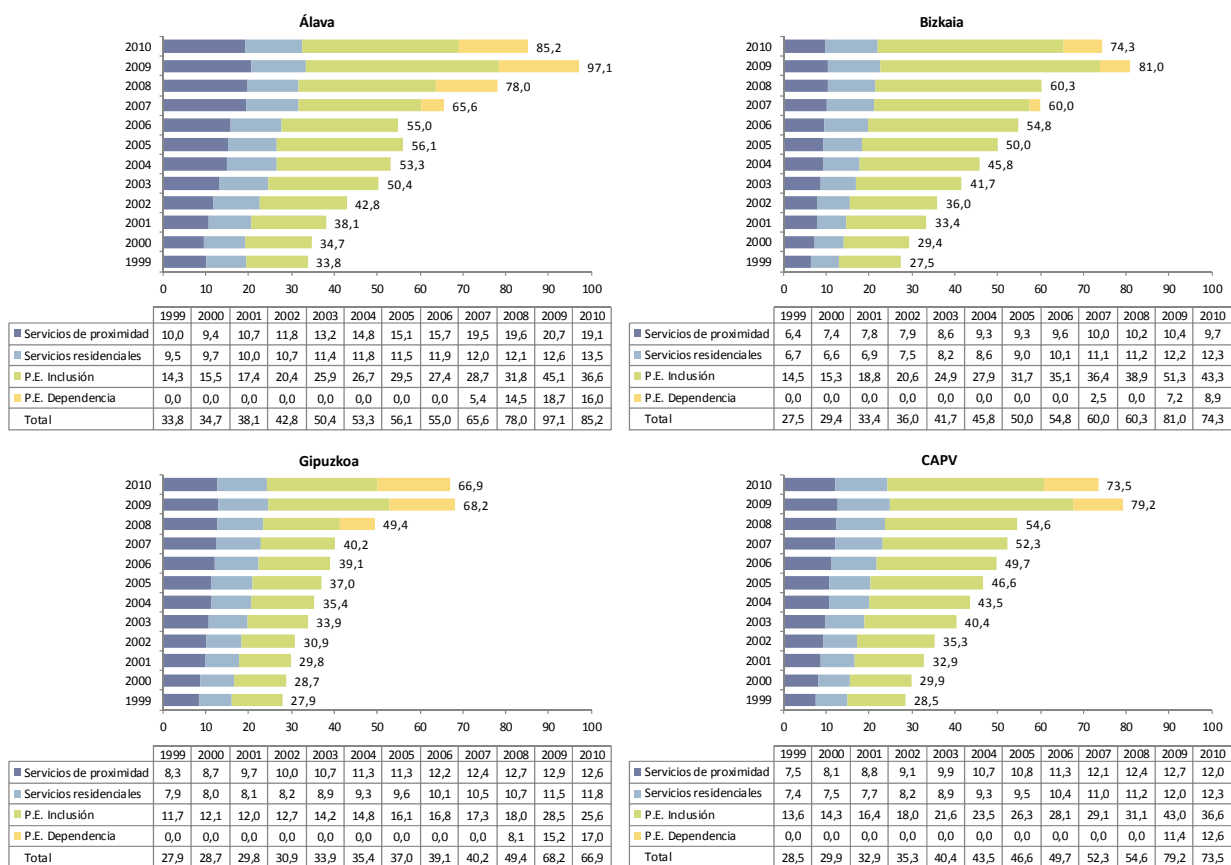 Álava
2010 85,2
2009 97,1
2008 78,0
2007 65,6
2006 55,0
2005 56,1
2004 53,3
2003 50,4
2002 42,8
2001 38,1
2000 34,7
1999 33,8
0 10 20 30 40 50 60 70 80 90 100
1999 2000 2001 2002 2003 2004 2005 2006 2007 2008 2009 2010
Servicios de proximidad 10,0 9,4 10,7 11,8 13,2 14,8 15,1 15,7 19,5 19,6 20,7 19,1
Servicios residenciales 9,5 9,7 10,0 10,7 11,4 11,8 11,5 11,9 12,0 12,1 12,6 13,5
P.E. Inclusión 14,3 15,5 17,4 20,4 25,9 26,7 29,5 27,4 28,7 31,8 45,1 36,6
P.E. Dependencia 0,0 0,0 0,0 0,0 0,0 0,0 0,0 0,0 5,4 14,5 18,7 16,0
Total 33,8 34,7 38,1 42,8 50,4 53,3 56,1 55,0 65,6 78,0 97,1 85,2
Bizkaia
2010 74,3
2009 81,0
2008 60,3
2007 60,0
2006 54,8
2005 50,0
2004 45,8
2003 41,7
2002 36,0
2001 33,4
2000 29,4
1999 27,5
0 10 20 30 40 50 60 70 80 90 100
1999 2000 2001 2002 2003 2004 2005 2006 2007 2008 2009 2010
Servicios de proximidad 6,4 7,4 7,8 7,9 8,6 9,3 9,3 9,6 10,0 10,2 10,4 9,7
Servicios residenciales 6,7 6,6 6,9 7,5 8,2 8,6 9,0 10,1 11,1 11,2 12,2 12,3
P.E. Inclusión 14,5 15,3 18,8 20,6 24,9 27,9 31,7 35,1 36,4 38,9 51,3 43,3
P.E. Dependencia 0,0 0,0 0,0 0,0 0,0 0,0 0,0 0,0 2,5 0,0 7,2 8,9
Total 27,5 29,4 33,4 36,0 41,7 45,8 50,0 54,8 60,0 60,3 81,0 74,3
Gipuzkoa
2010 66,9
2009 68,2
2008 49,4
2007 40,2
2006 39,1
2005 37,0
2004 35,4
2003 33,9
2002 30,9
2001 29,8
2000 28,7
1999 27,9
0 10 20 30 40 50 60 70 80 90 100
1999 2000 2001 2002 2003 2004 2005 2006 2007 2008 2009 2010
Servicios de proximidad 8,3 8,7 9,7 10,0 10,7 11,3 11,3 12,2 12,4 12,7 12,9 12,6
Servicios residenciales 7,9 8,0 8,1 8,2 8,9 9,3 9,6 10,1 10,5 10,7 11,5 11,8
P.E. Inclusión 11,7 12,1 12,0 12,7 14,2 14,8 16,1 16,8 17,3 18,0 28,5 25,6
P.E. Dependencia 0,0 0,0 0,0 0,0 0,0 0,0 0,0 0,0 0,0 8,1 15,2 17,0
Total 27,9 28,7 29,8 30,9 33,9 35,4 37,0 39,1 40,2 49,4 68,2 66,9
CAPV
2010 73,5
2009 79,2
2008 54,6
2007 52,3
2006 49,7
2005 46,6
2004 43,5
2003 40,4
2002 35,3
2001 32,9
2000 29,9
1999 28,5
0 10 20 30 40 50 60 70 80 90 100
1999 2000 2001 2002 2003 2004 2005 2006 2007 2008 2009 2010
Servicios de proximidad 7,5 8,1 8,8 9,1 9,9 10,7 10,8 11,3 12,1 12,4 12,7 12,0
Servicios residenciales 7,4 7,5 7,7 8,2 8,9 9,3 9,5 10,4 11,0 11,2 12,0 12,3
P.E. Inclusión 13,6 14,3 16,4 18,0 21,6 23,5 26,3 28,1 29,1 31,1 43,0 36,6
P.E. Dependencia 0,0 0,0 0,0 0,0 0,0 0,0 0,0 0,0 0,0 0,0 11,4 12,6
Total 28,5 29,9 32,9 35,3 40,4 43,5 46,6 49,7 52,3 54,6 79,2 73,5